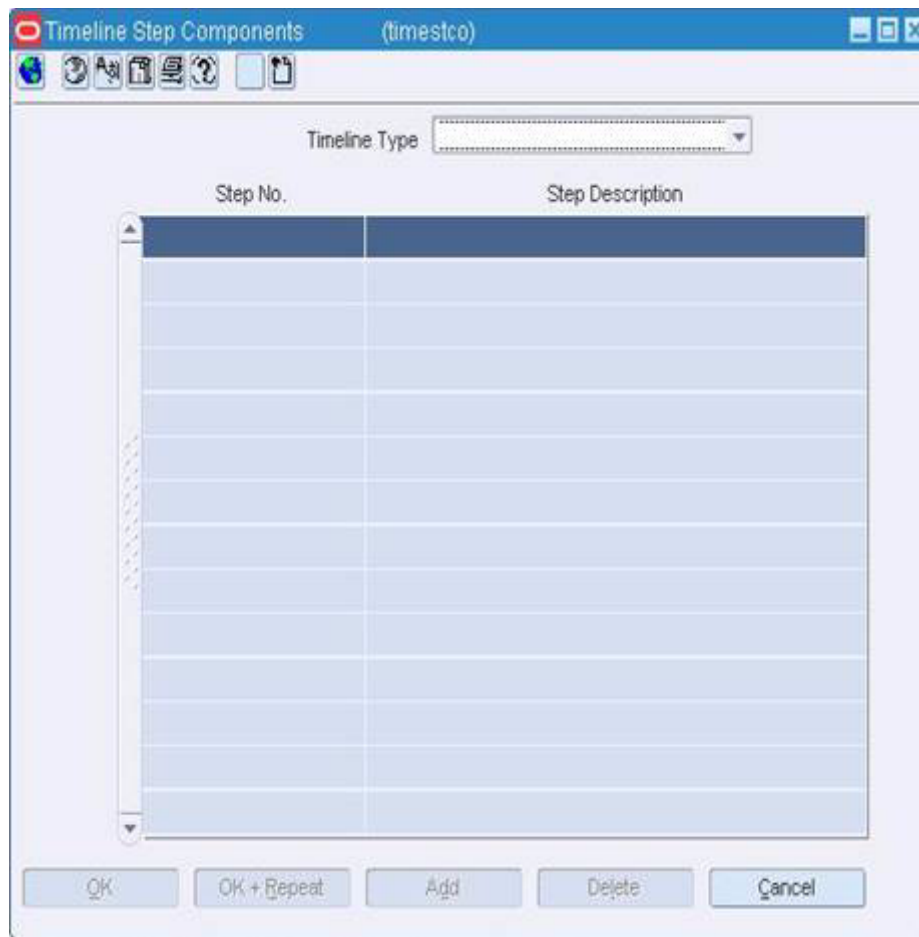 Timeline Step Components (timestco)
Timeline Type
Step No. Step Description
OK OK + Repeat Add Delete Cancel